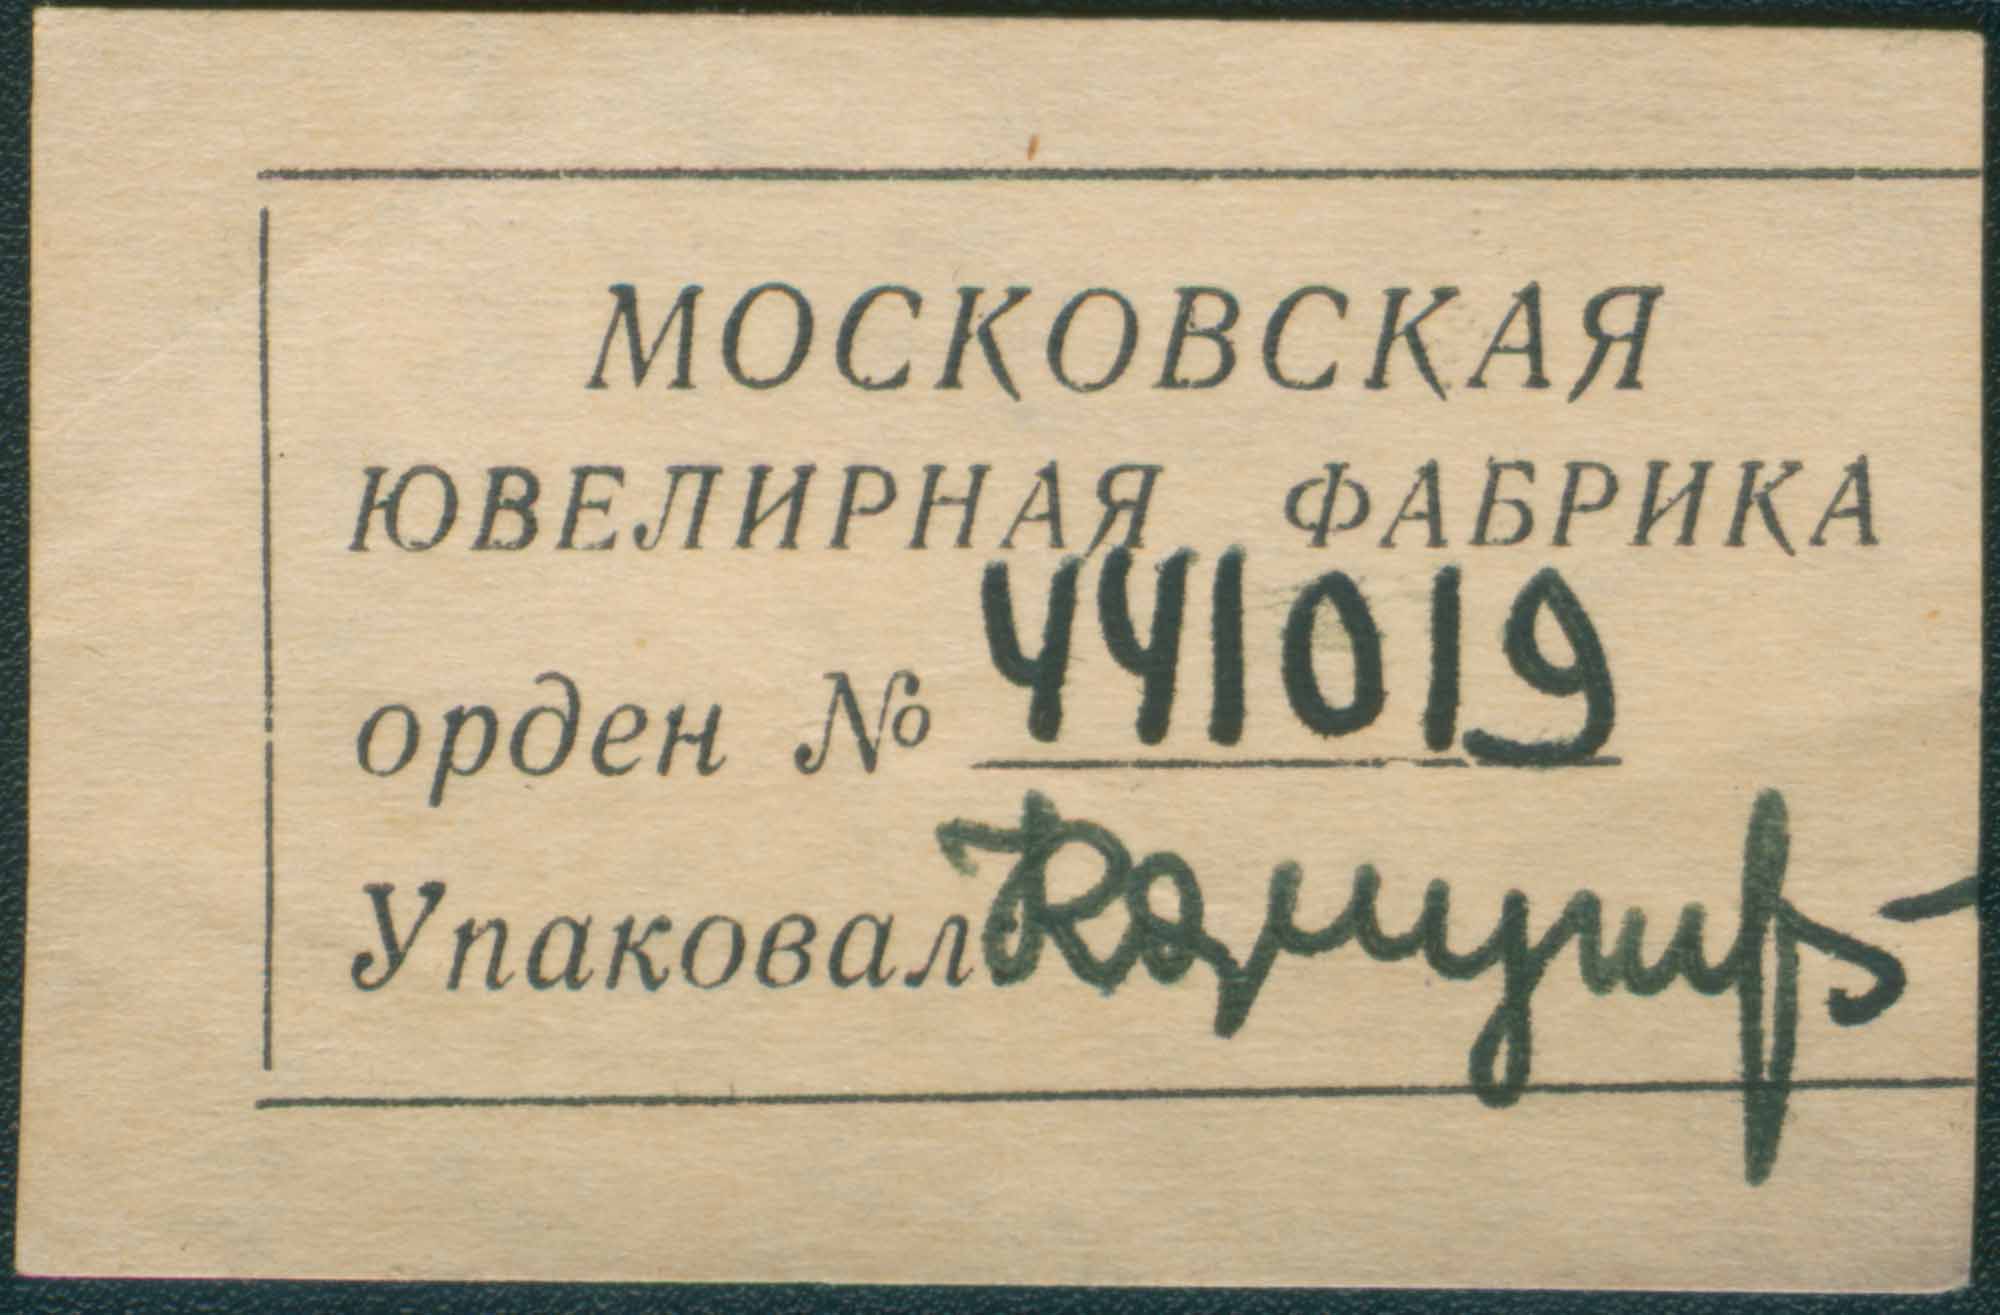 МОСКОВСКАЯ
ЮВЕЛИРНАЯ ФАБРИКА
орден № 441019
Упаковал